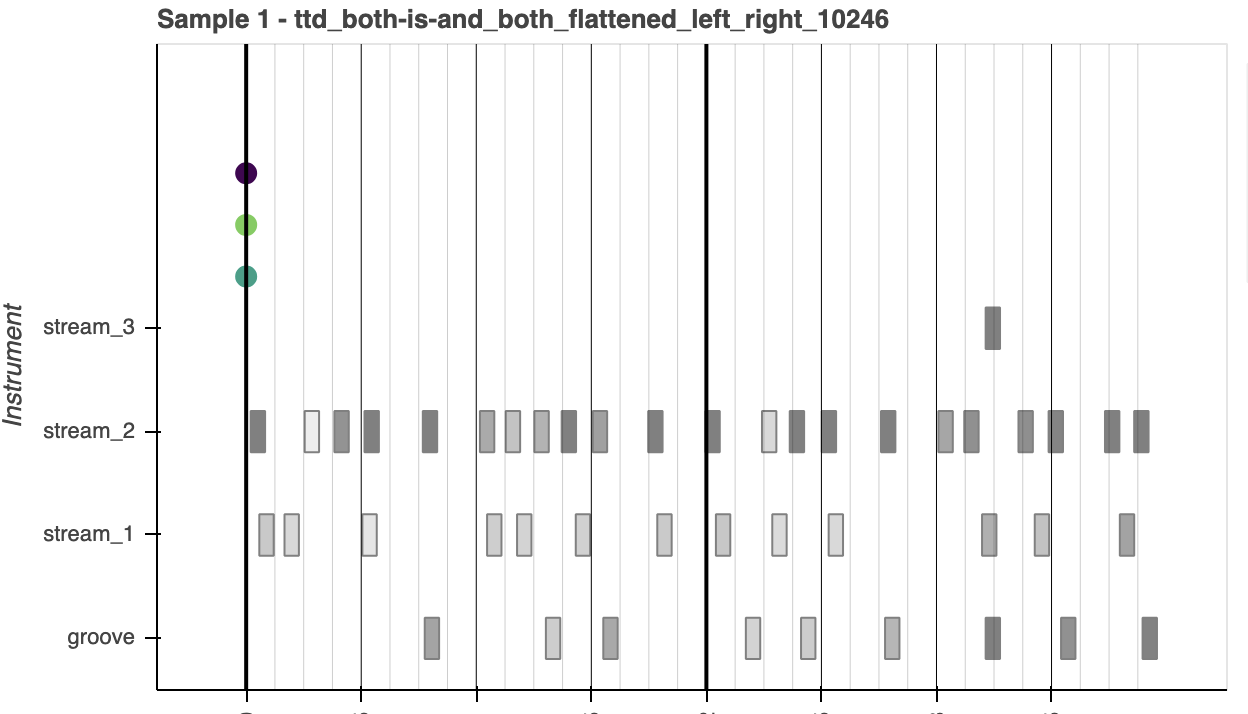 Sample 1 - ttd_both-is-and_both_flattened_left_right_10246
Instrument
stream_3
stream_2
stream_1
groove